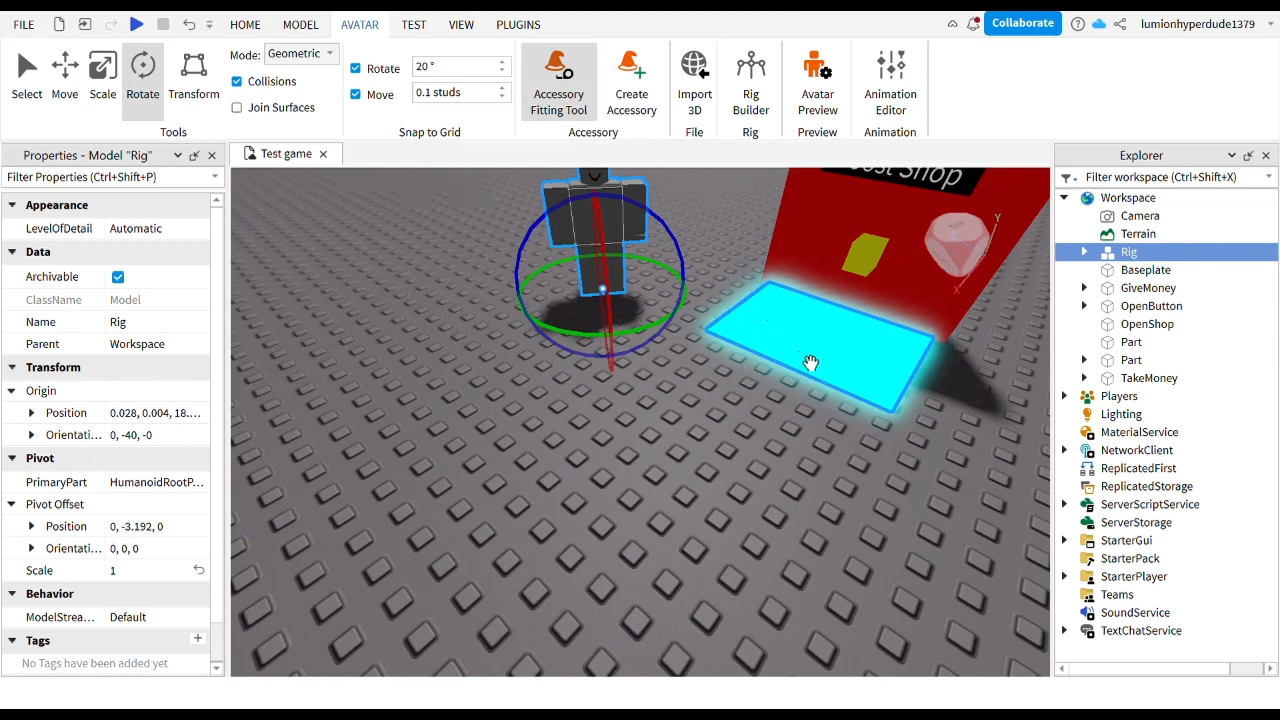 FILE HOME MODEL AVATAR TEST VIEW PLUGINS Collaborate lumionhyperdude1379
Select Move Scale Rotate Transform
Mode: Geometric
Collisions
Join Surfaces
Tools
Rotate 20 °
Move 0.1 studs
Snap to Grid
Accessory Fitting Tool
Create Accessory
Accessory
Import 3D
File
Rig Builder
Rig
Avatar Preview
Preview
Animation Editor
Animation
Properties - Model "Rig"
Filter Properties (Ctrl+Shift+P)
Appearance
LevelOfDetail Automatic
Data
Archivable
ClassName Model
Name Rig
Parent Workspace
Transform
Origin
Position 0.028, 0.004, 18....
Orientati... 0, -40, -0
Pivot
PrimaryPart HumanoidRootP...
Pivot Offset
Position 0, -3.192, 0
Orientati... 0, 0, 0
Scale 1
Behavior
ModelStrea... Default
Tags
No Tags have been added yet
Test game
Shop
Y
X
Explorer
Filter workspace (Ctrl+Shift+X)
Workspace
Camera
Terrain
Rig
Baseplate
GiveMoney
OpenButton
OpenShop
Part
Part
TakeMoney
Players
Lighting
MaterialService
NetworkClient
ReplicatedFirst
ReplicatedStorage
ServerScriptService
ServerStorage
StarterGui
StarterPack
StarterPlayer
Teams
SoundService
TextChatService